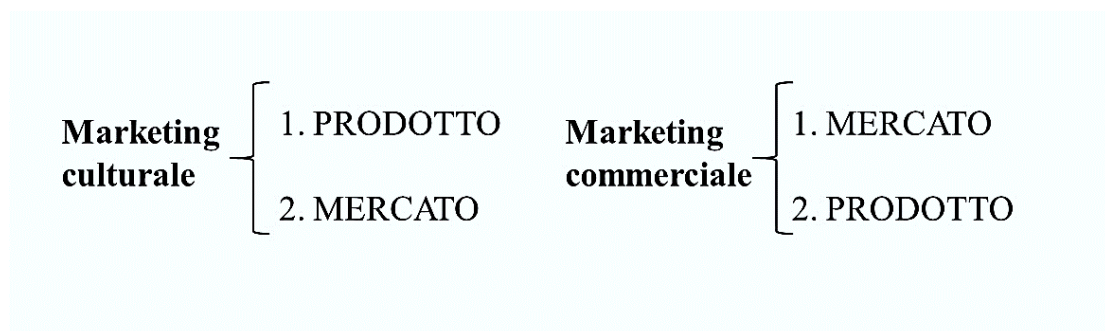 Marketing
culturale
1. PRODOTTO
2. MERCATO
Marketing
commerciale
1. MERCATO
2. PRODOTTO